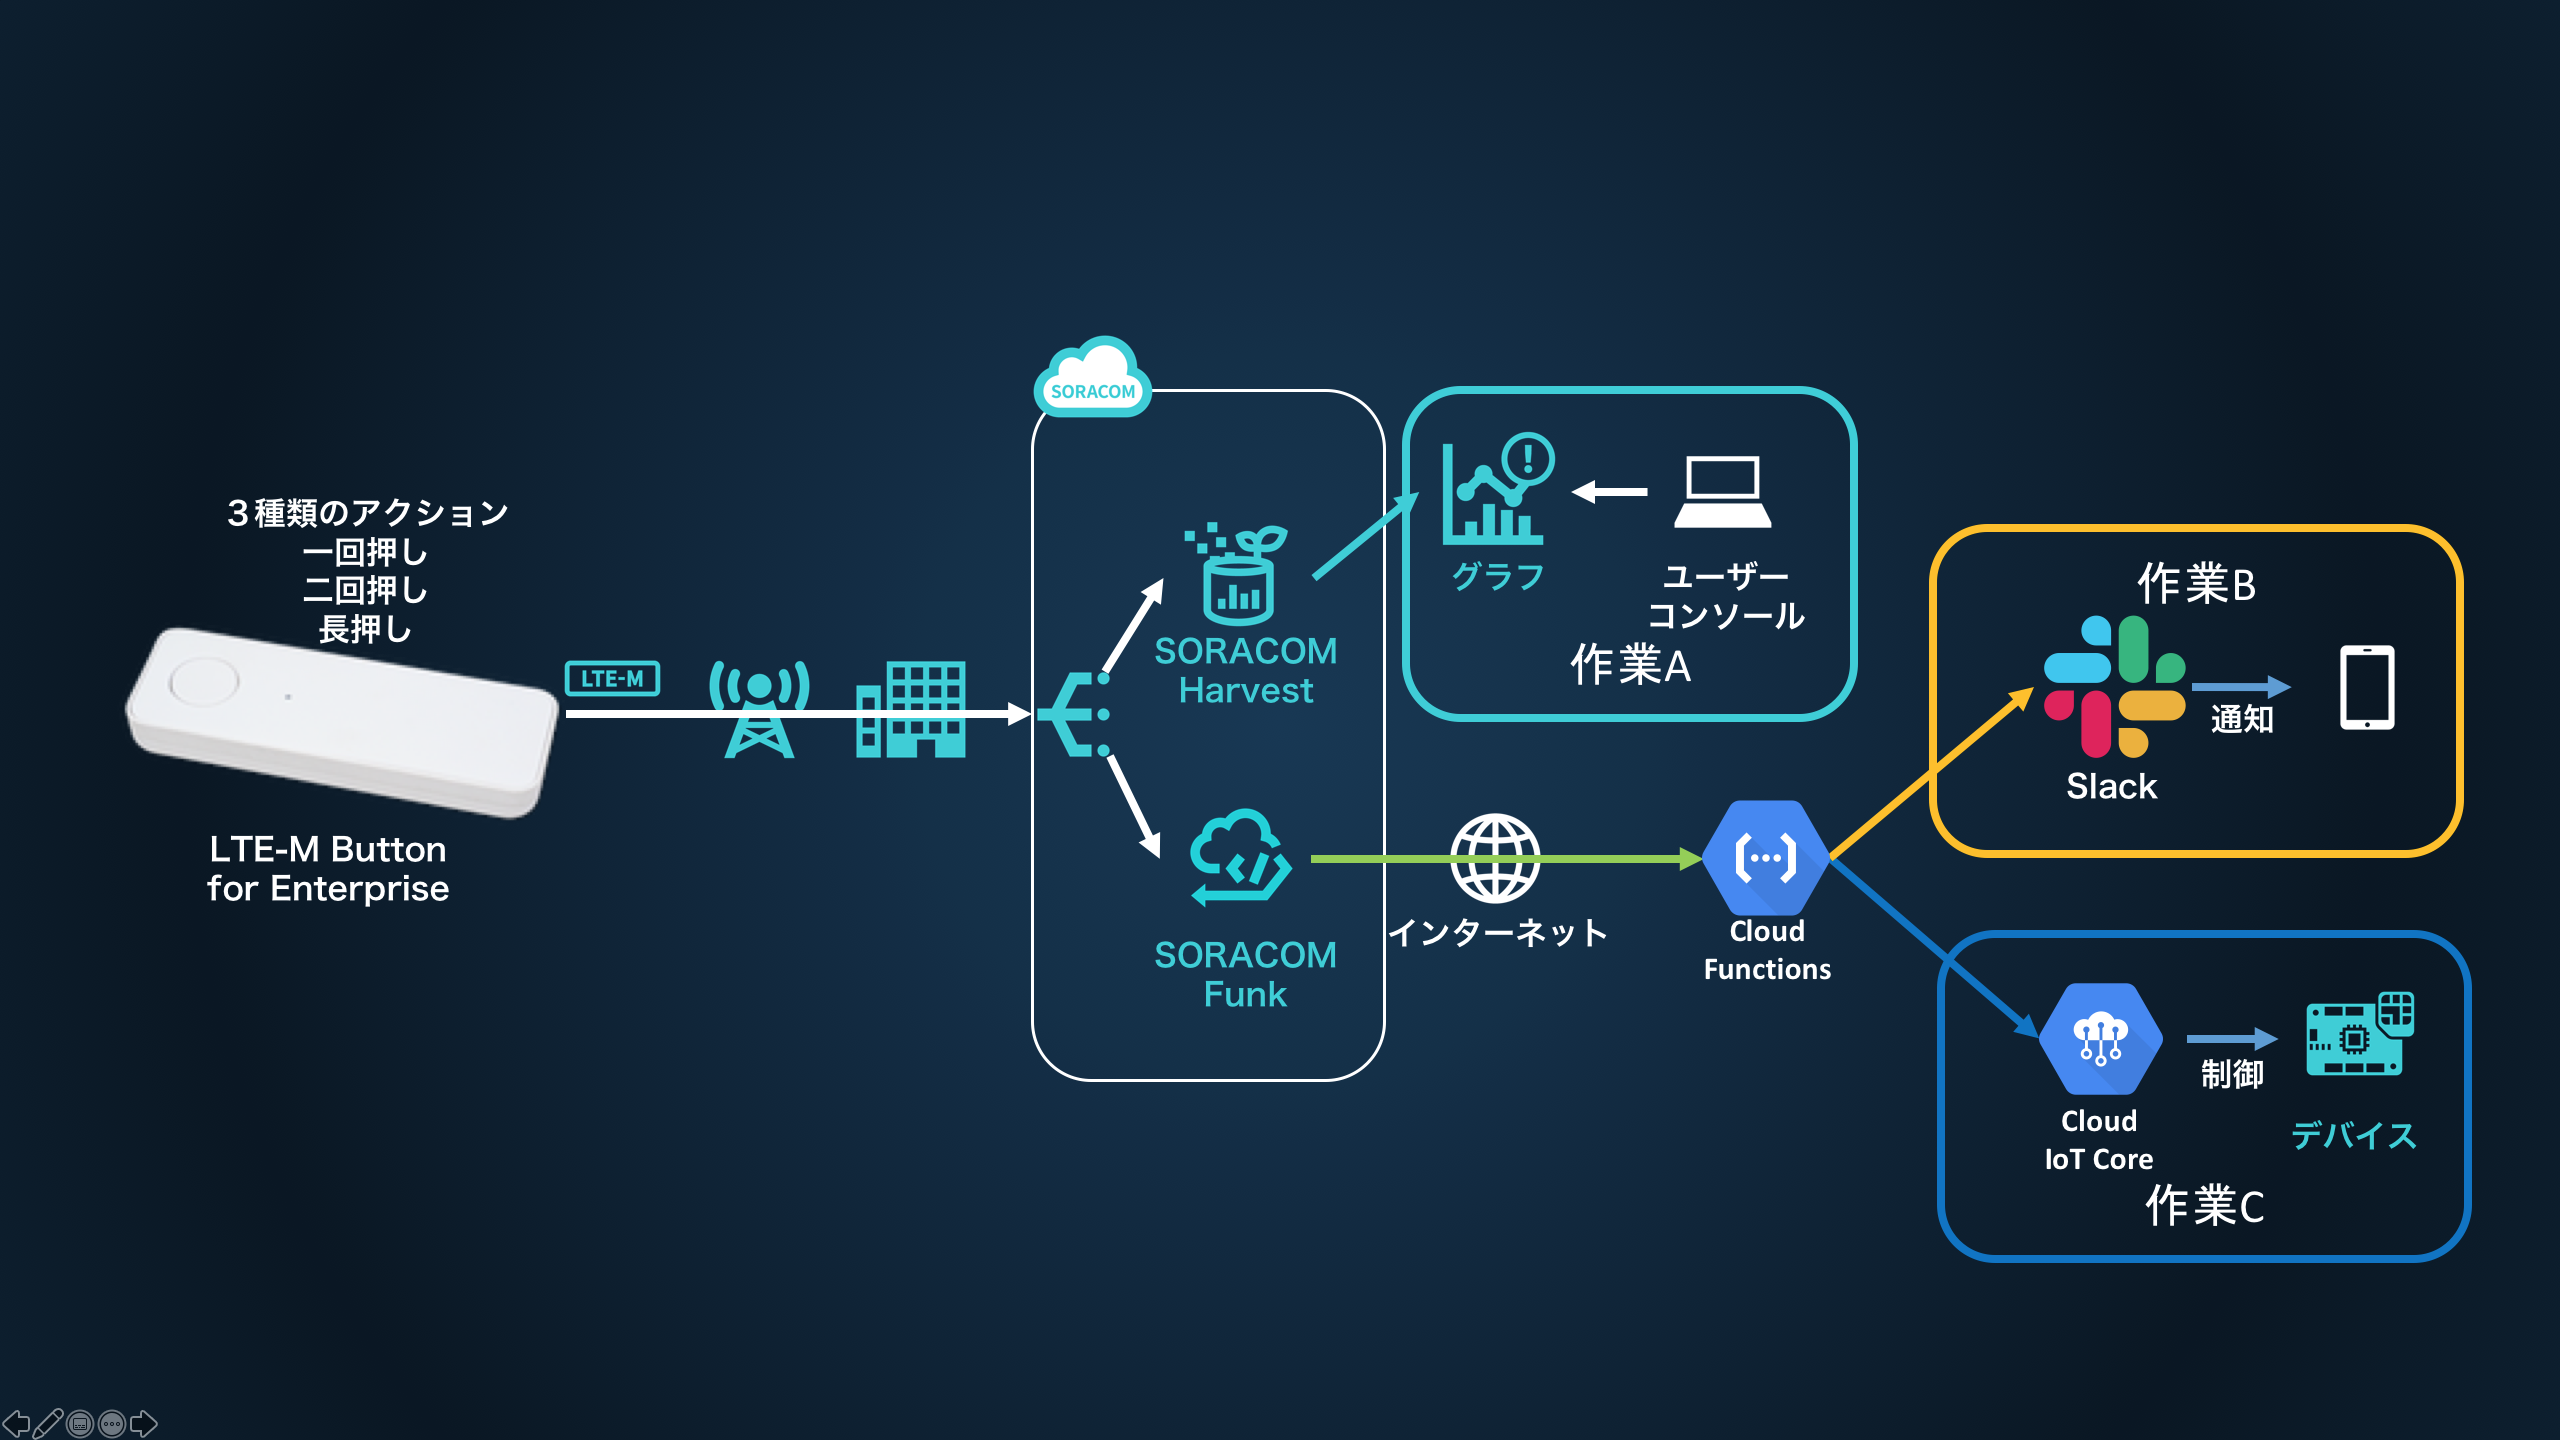 ３種類のアクション
一回押し
二回押し
長押し
LTE-M Button
for Enterprise
LTE-M
SORACOM
SORACOM
Harvest
SORACOM
Funk
グラフ
ユーザー
コンソール
作業A
インターネット
Cloud
Functions
作業B
Slack
通知
Cloud
IoT Core
制御
デバイス
作業C